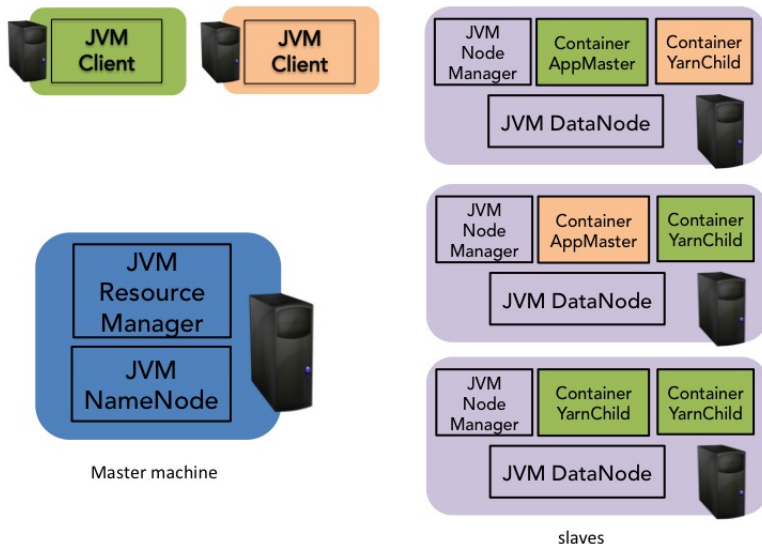 JVM
Client
JVM
Client
JVM
Resource
Manager
JVM
NameNode
Master machine
JVM
Node
Manager
Container
AppMaster
Container
YarnChild
JVM DataNode
JVM
Node
Manager
Container
AppMaster
Container
YarnChild
JVM DataNode
JVM
Node
Manager
Container
YarnChild
Container
YarnChild
JVM DataNode
slaves